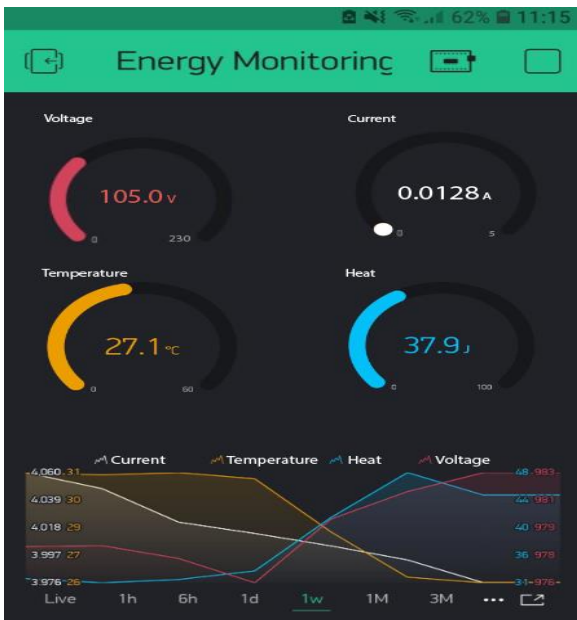 62% 11:15
Energy Monitoring
Voltage Current
105.0 V 0.0128 A
0 230 0 5
Temperature Heat
27.1 °C 37.9 J
0 60 0 100
Current Temperature Heat Voltage
4.060 31 48 983
4.039 30 44 981
4.018 29 40 979
3.997 27 36 978
3.976 26 31 976
Live 1h 6h 1d 1w 1M 3M ...